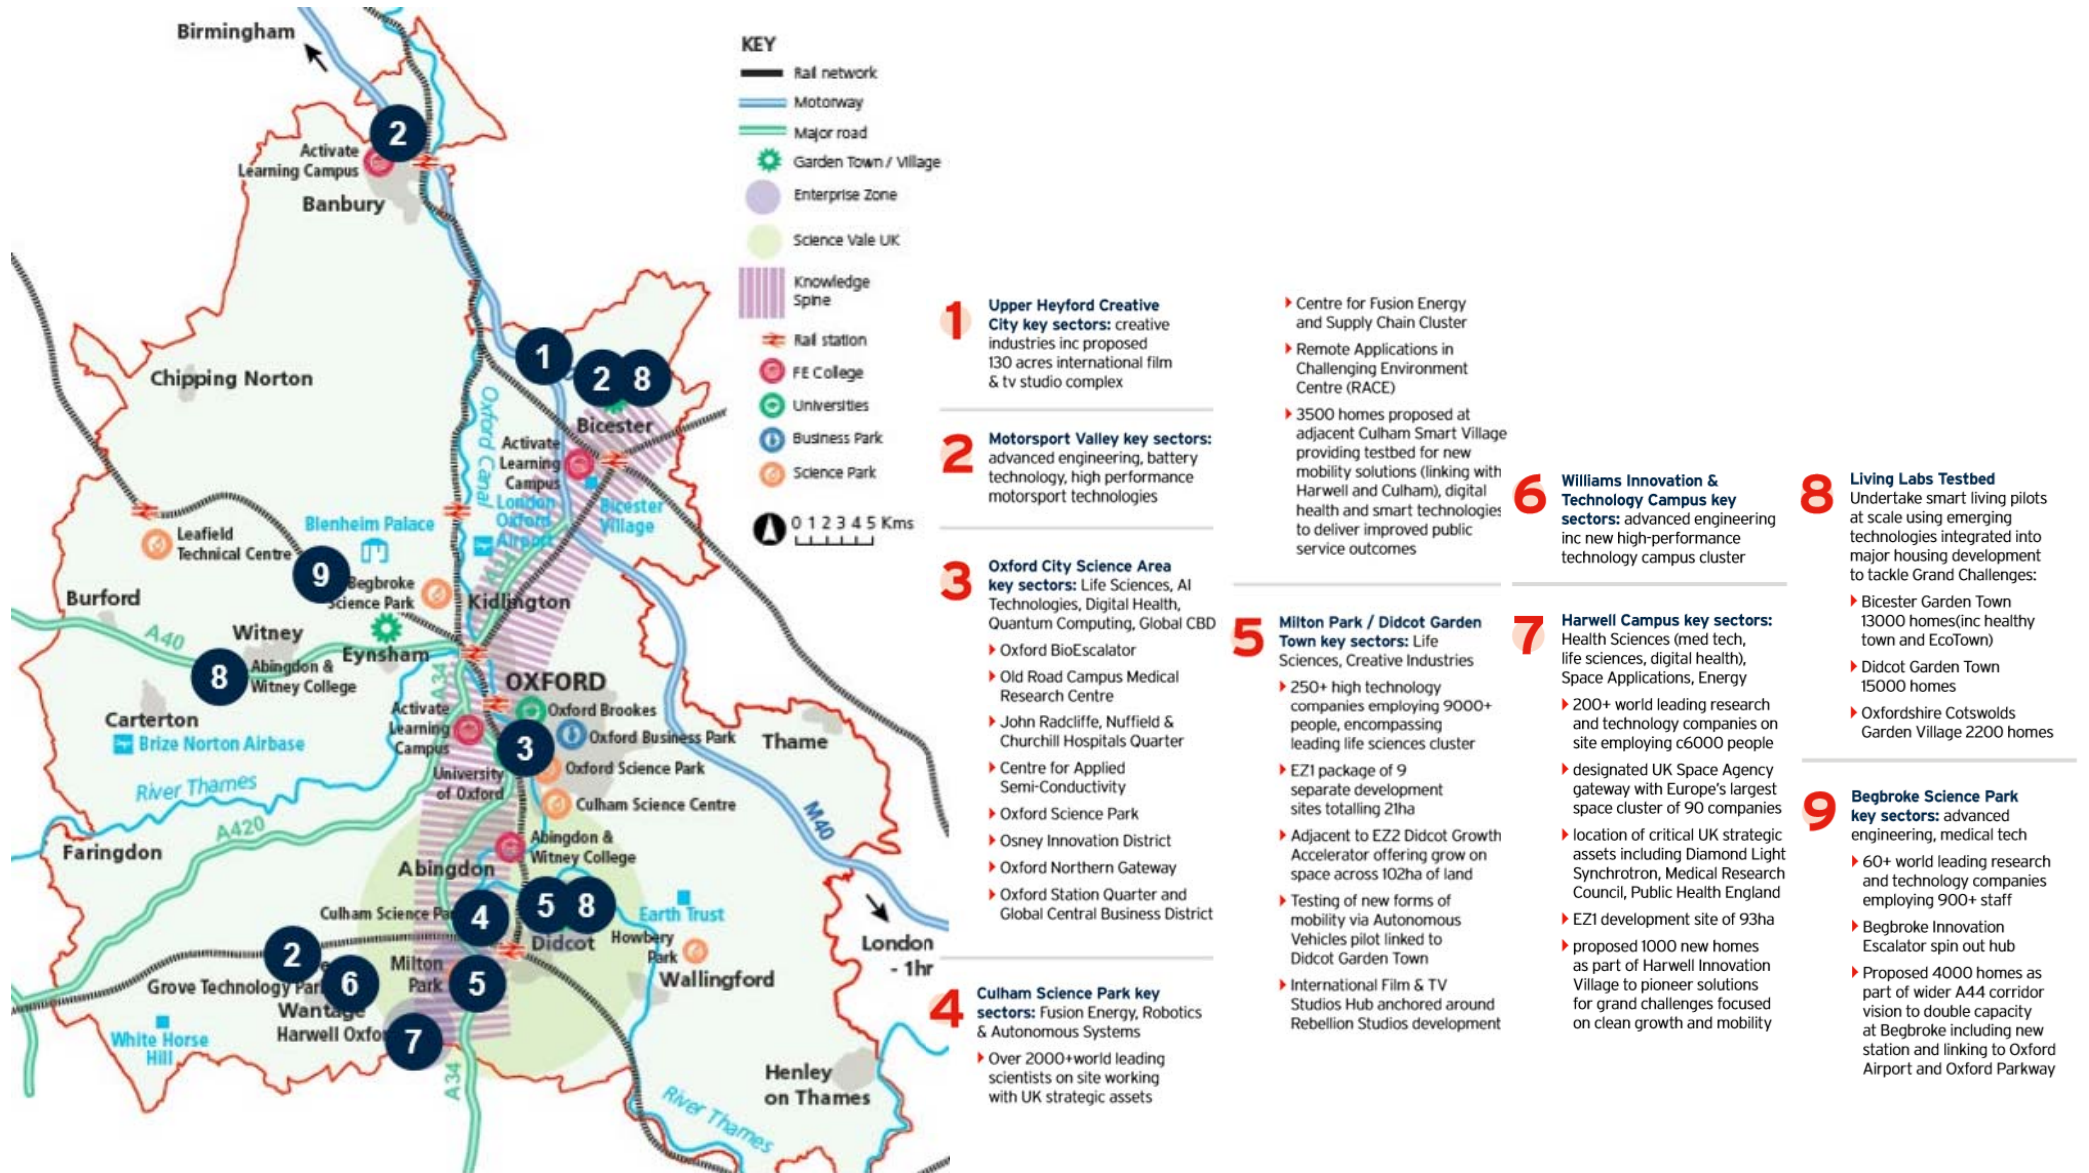 Birmingham
2
Activate
Learning Campus
Banbury
Chipping Norton
1
2 8
Bicester
Oxford Canal
Activate
Learning
Campus
London
Oxford
Airport
Bicester
Village
Blenheim Palace
Leafield
Technical Centre
9
Begbroke
Science Park
Kidlington
A34
Burford
A40
Witney
Eynsham
8
Abingdon &
Witney College
A34
OXFORD
Carterton
Brize Norton Airbase
Activate
Learning
Campus
Oxford Brookes
Oxford Business Park
3
Thame
University
of Oxford
Oxford Science Park
River Thames
Culham Science Centre
A420
M40
Faringdon
Abingdon &
Witney College
Abingdon
Culham Science Par
4
5 8
Earth Trust
Didcot
Howbery
Park
London
- 1hr
2
Grove Technology Par
6
Milton
Park
5
Wallingford
Wantage
White Horse
Hill
Harwell Oxfo
7
A34
River Thames
Henley
on Thames
KEY
Rail network
Motorway
Major road
Garden Town / Village
Enterprise Zone
Science Vale UK
Knowledge
Spine
Rail station
FE College
Universities
Business Park
Science Park
0 1 2 3 4 5 Kms
1
Upper Heyford Creative
City key sectors: creative
industries inc proposed
130 acres international film
& tv studio complex
2
Motorsport Valley key sectors:
advanced engineering, battery
technology, high performance
motorsport technologies
3
Oxford City Science Area
key sectors: Life Sciences, AI
Technologies, Digital Health,
Quantum Computing, Global CBD
Oxford BioEscalator
Old Road Campus Medical
Research Centre
John Radcliffe, Nuffield &
Churchill Hospitals Quarter
Centre for Applied
Semi-Conductivity
Oxford Science Park
Osney Innovation District
Oxford Northern Gateway
Oxford Station Quarter and
Global Central Business District
4
Culham Science Park key
sectors: Fusion Energy, Robotics
& Autonomous Systems
Over 2000+world leading
scientists on site working
with UK strategic assets
Centre for Fusion Energy
and Supply Chain Cluster
Remote Applications in
Challenging Environment
Centre (RACE)
3500 homes proposed at
adjacent Culham Smart Village
providing testbed for new
mobility solutions (linking with
Harwell and Culham), digital
health and smart technologies
to deliver improved public
service outcomes
5
Milton Park / Didcot Garden
Town key sectors: Life
Sciences, Creative Industries
250+ high technology
companies employing 9000+
people, encompassing
leading life sciences cluster
EZ1 package of 9
separate development
sites totalling 21ha
Adjacent to EZ2 Didcot Growth
Accelerator offering grow on
space across 102ha of land
Testing of new forms of
mobility via Autonomous
Vehicles pilot linked to
Didcot Garden Town
International Film & TV
Studios Hub anchored around
Rebellion Studios development
6
Williams Innovation &
Technology Campus key
sectors: advanced engineering
inc new high-performance
technology campus cluster
7
Harwell Campus key sectors:
Health Sciences (med tech,
life sciences, digital health),
Space Applications, Energy
200+ world leading research
and technology companies on
site employing c6000 people
designated UK Space Agency
gateway with Europe's largest
space cluster of 90 companies
location of critical UK strategic
assets including Diamond Light
Synchrotron, Medical Research
Council, Public Health England
EZ1 development site of 93ha
proposed 1000 new homes
as part of Harwell Innovation
Village to pioneer solutions
for grand challenges focused
on clean growth and mobility
8
Living Labs Testbed
Undertake smart living pilots
at scale using emerging
technologies integrated into
major housing development
to tackle Grand Challenges:
Bicester Garden Town
13000 homes(inc healthy
town and EcoTown)
Didcot Garden Town
15000 homes
Oxfordshire Cotswolds
Garden Village 2200 homes
9
Begbroke Science Park
key sectors: advanced
engineering, medical tech
60+ world leading research
and technology companies
employing 900+ staff
Begbroke Innovation
Escalator spin out hub
Proposed 4000 homes as
part of wider A44 corridor
vision to double capacity
at Begbroke including new
station and linking to Oxford
Airport and Oxford Parkway